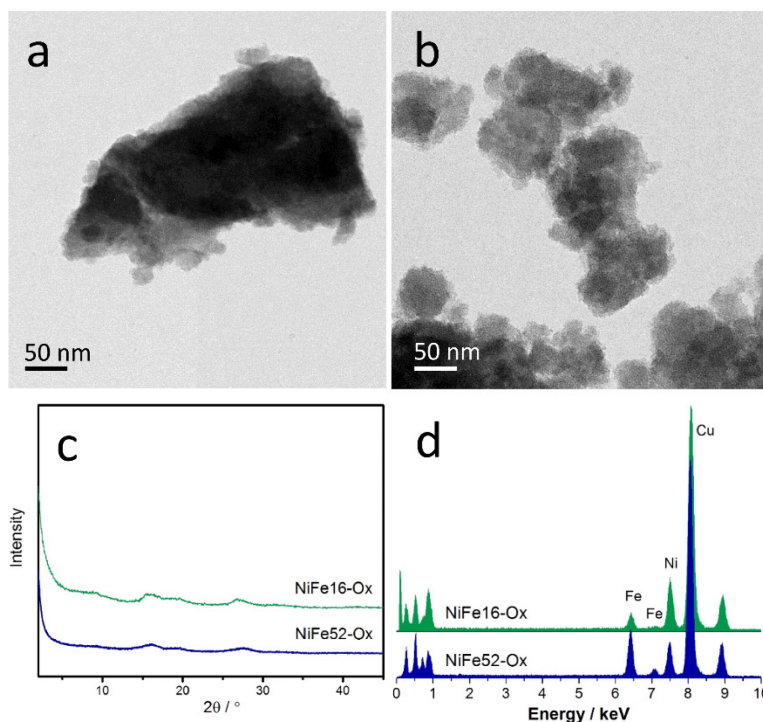 a
b
50 nm
50 nm
c
Intensity
NiFe16-Ox
NiFe52-Ox
10
20
30
40
2θ / °
d
Cu
Ni
Fe
Fe
NiFe16-Ox
NiFe52-Ox
0 1 2 3 4 5 6 7 8 9 10
Energy / keV